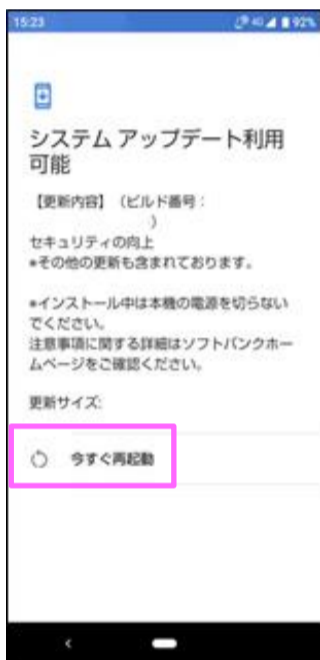 15:23
4G
92%
システム アップデート利用
可能
【更新内容】（ビルド番号：
）
セキュリティの向上
*その他の更新も含まれております。
*インストール中は本機の電源を切らない
でください。
注意事項に関する詳細はソフトバンクホー
ムページをご確認ください。
更新サイズ:
今すぐ再起動